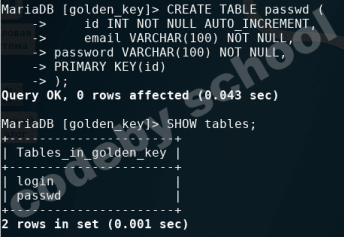 MariaDB [golden_key]> CREATE TABLE passwd (
    ->     id INT NOT NULL AUTO_INCREMENT,
    ->     email VARCHAR(100) NOT NULL,
    -> password VARCHAR(100) NOT NULL,
    -> PRIMARY KEY(id)
    -> );
Query OK, 0 rows affected (0.043 sec)
MariaDB [golden_key]> SHOW tables;
+----------------------+
| Tables_in_golden_key |
+----------------------+
| login                |
| passwd               |
+----------------------+
2 rows in set (0.001 sec)
codeby school